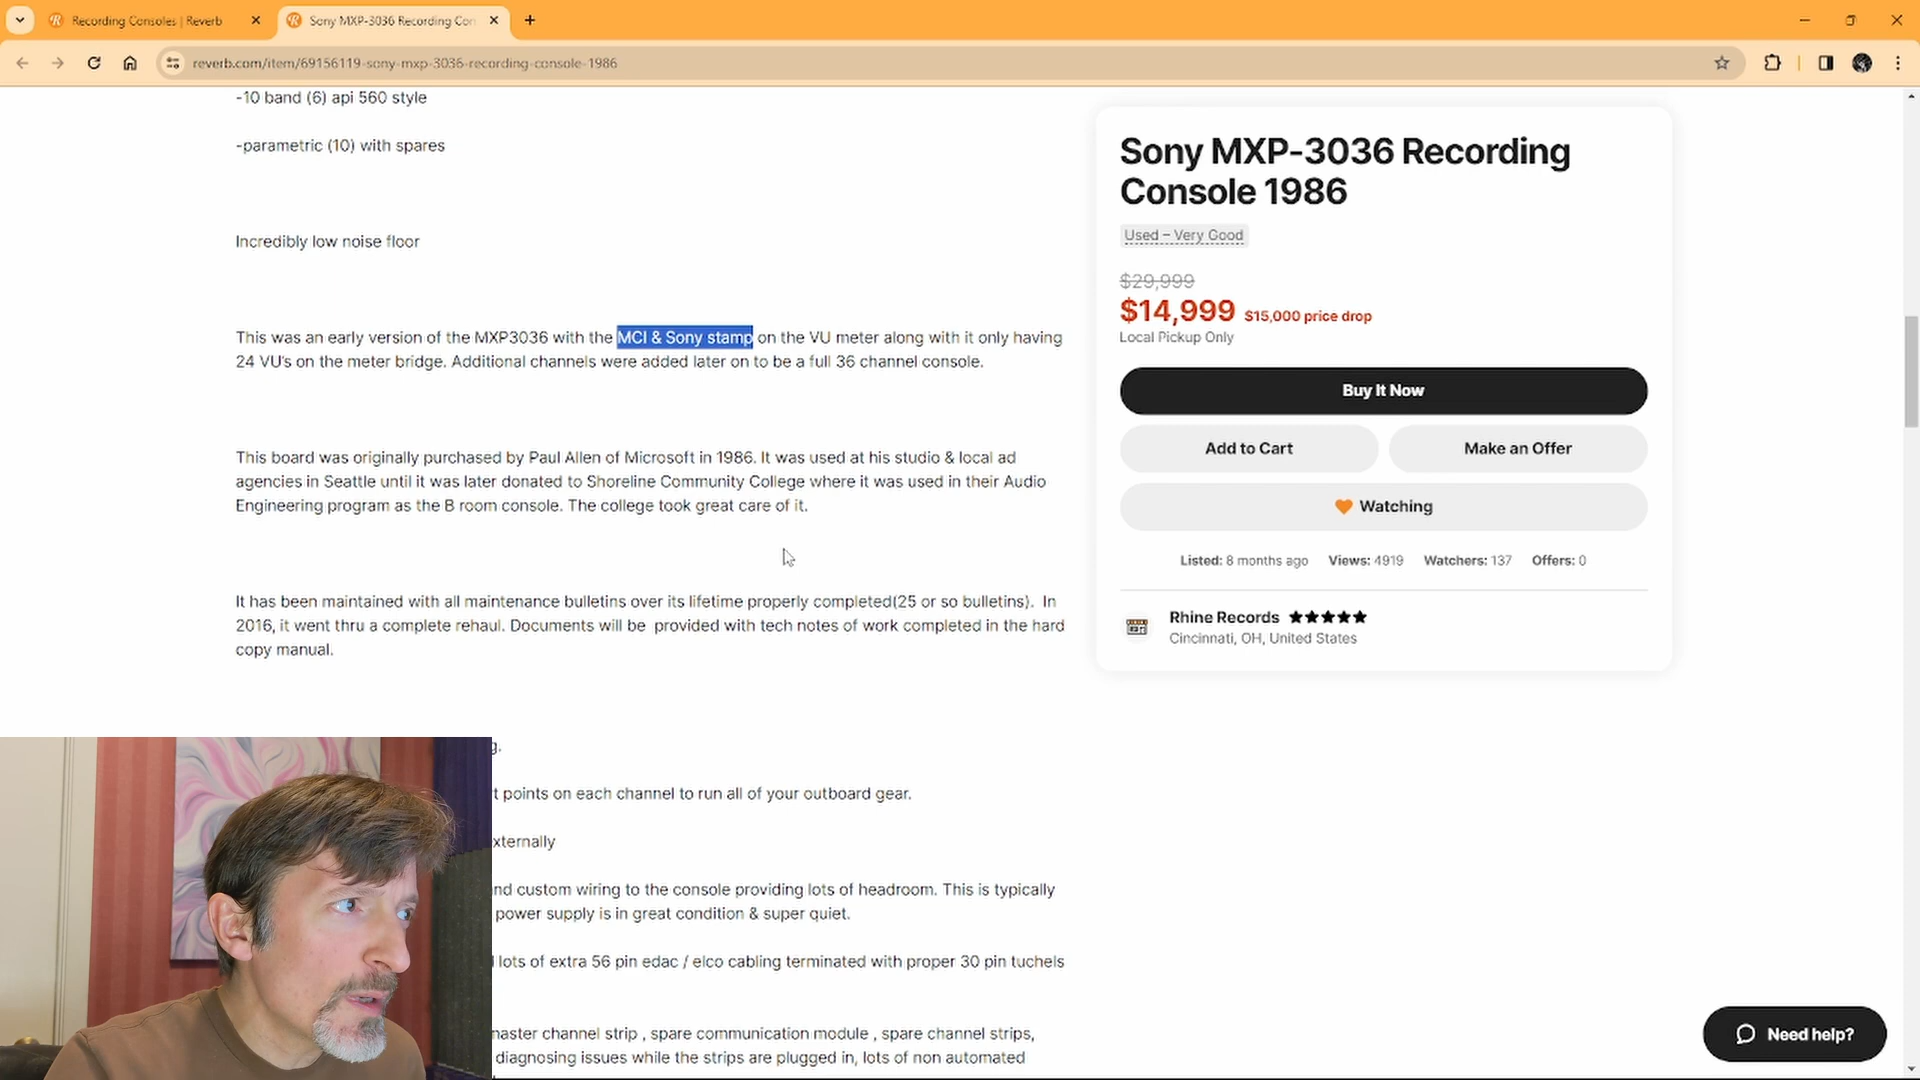 Recording Consoles | Reverb
Sony MXP-3036 Recording Con
reverb.com/item/69156119-sony-mxp-3036-recording-console-1986
-10 band (6) api 560 style
-parametric (10) with spares
Incredibly low noise floor
This was an early version of the MXP3036 with the MCI & Sony stamp on the VU meter along with it only having
24 VU's on the meter bridge. Additional channels were added later on to be a full 36 channel console.
This board was originally purchased by Paul Allen of Microsoft in 1986. It was used at his studio & local ad
agencies in Seattle until it was later donated to Shoreline Community College where it was used in their Audio
Engineering program as the B room console. The college took great care of it.
It has been maintained with all maintenance bulletins over its lifetime properly completed(25 or so bulletins). In
2016, it went thru a complete rehaul. Documents will be provided with tech notes of work completed in the hard
copy manual.
g.
t points on each channel to run all of your outboard gear.
xternally
nd custom wiring to the console providing lots of headroom. This is typically
power supply is in great condition & super quiet.
lots of extra 56 pin edac / elco cabling terminated with proper 30 pin tuchels
naster channel strip , spare communication module , spare channel strips,
diagnosing issues while the strips are plugged in, lots of non automated
Sony MXP-3036 Recording
Console 1986
Used – Very Good
$29,999
$14,999 $15,000 price drop
Local Pickup Only
Buy It Now
Add to Cart
Make an Offer
Watching
Listed: 8 months ago Views: 4919 Watchers: 137 Offers: 0
Rhine Records ★★★★★
Cincinnati, OH, United States
Need help?